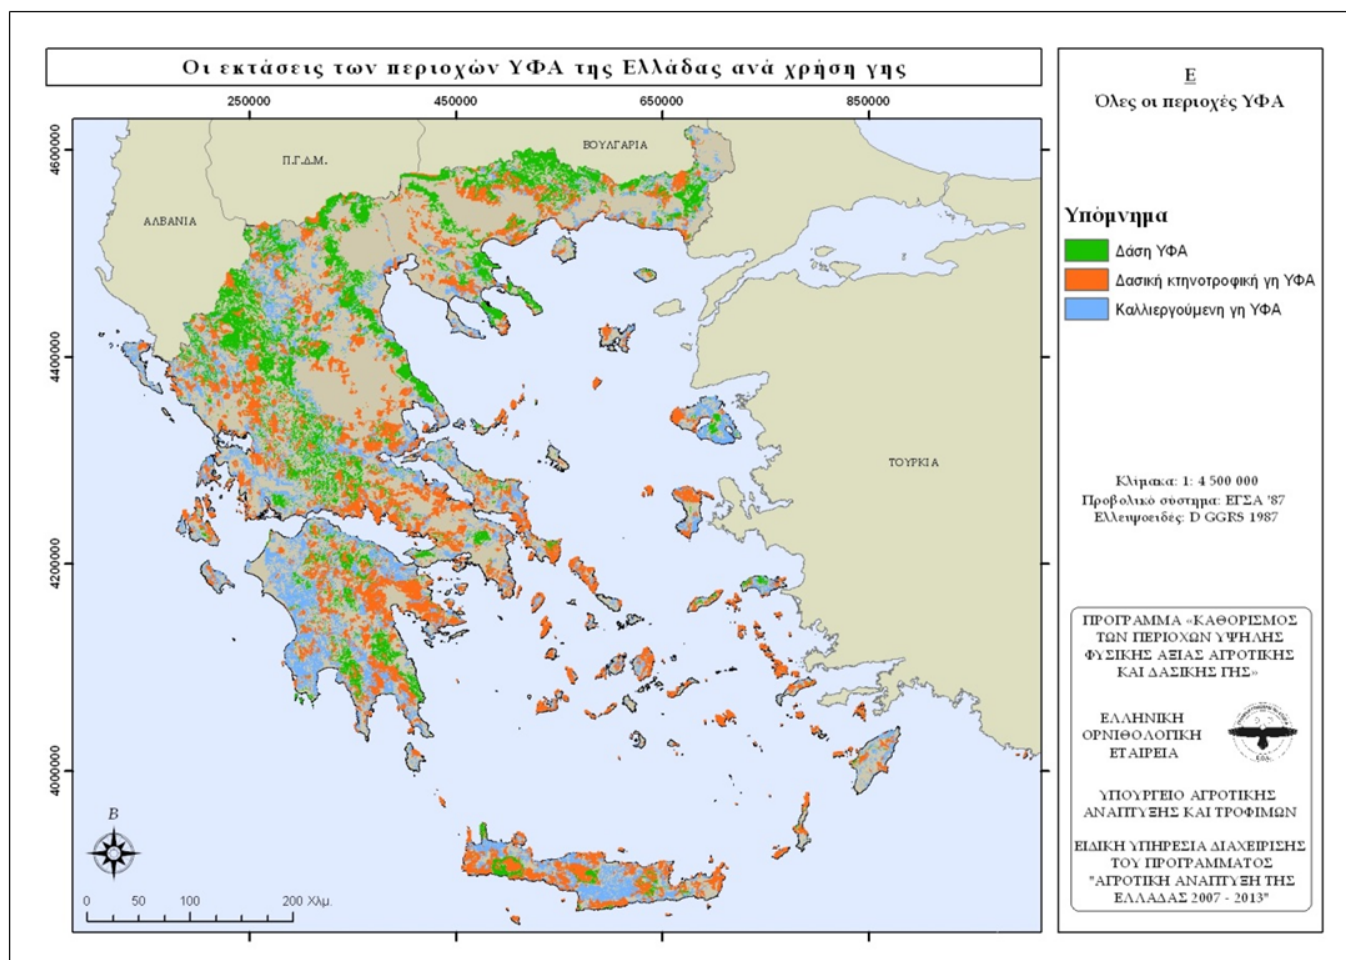 Οι εκτάσεις των περιοχών ΥΦΑ της Ελλάδας ανά χρήση γης
250000
450000
650000
850000
4600000
4400000
4200000
4000000
Π.Γ.Δ.Μ.
ΒΟΥΛΓΑΡΙΑ
ΑΛΒΑΝΙΑ
ΤΟΥΡΚΙΑ
Β
0 50 100 200 Χλμ.
Ε
Όλες οι περιοχές ΥΦΑ
Υπόμνημα
Δάση ΥΦΑ
Δασική κτηνοτροφική γη ΥΦΑ
Καλλιεργούμενη γη ΥΦΑ
Κλίμακα: 1: 4 500 000
Προβολικό σύστημα: ΕΓΣΑ '87
Ελλειψοειδές: D GGRS 1987
ΠΡΟΓΡΑΜΜΑ «ΚΑΘΟΡΙΣΜΟΣ
ΤΩΝ ΠΕΡΙΟΧΩΝ ΥΨΗΛΗΣ
ΦΥΣΙΚΗΣ ΑΞΙΑΣ ΑΓΡΟΤΙΚΗΣ
ΚΑΙ ΔΑΣΙΚΗΣ ΓΗΣ»
ΕΛΛΗΝΙΚΗ
ΟΡΝΙΘΟΛΟΓΙΚΗ
ΕΤΑΙΡΕΙΑ
ΥΠΟΥΡΓΕΙΟ ΑΓΡΟΤΙΚΗΣ
ΑΝΑΠΤΥΞΗΣ ΚΑΙ ΤΡΟΦΙΜΩΝ
ΕΙΔΙΚΗ ΥΠΗΡΕΣΙΑ ΔΙΑΧΕΙΡΙΣΗΣ
ΤΟΥ ΠΡΟΓΡΑΜΜΑΤΟΣ
"ΑΓΡΟΤΙΚΗ ΑΝΑΠΤΥΞΗ ΤΗΣ
ΕΛΛΑΔΑΣ 2007 - 2013"